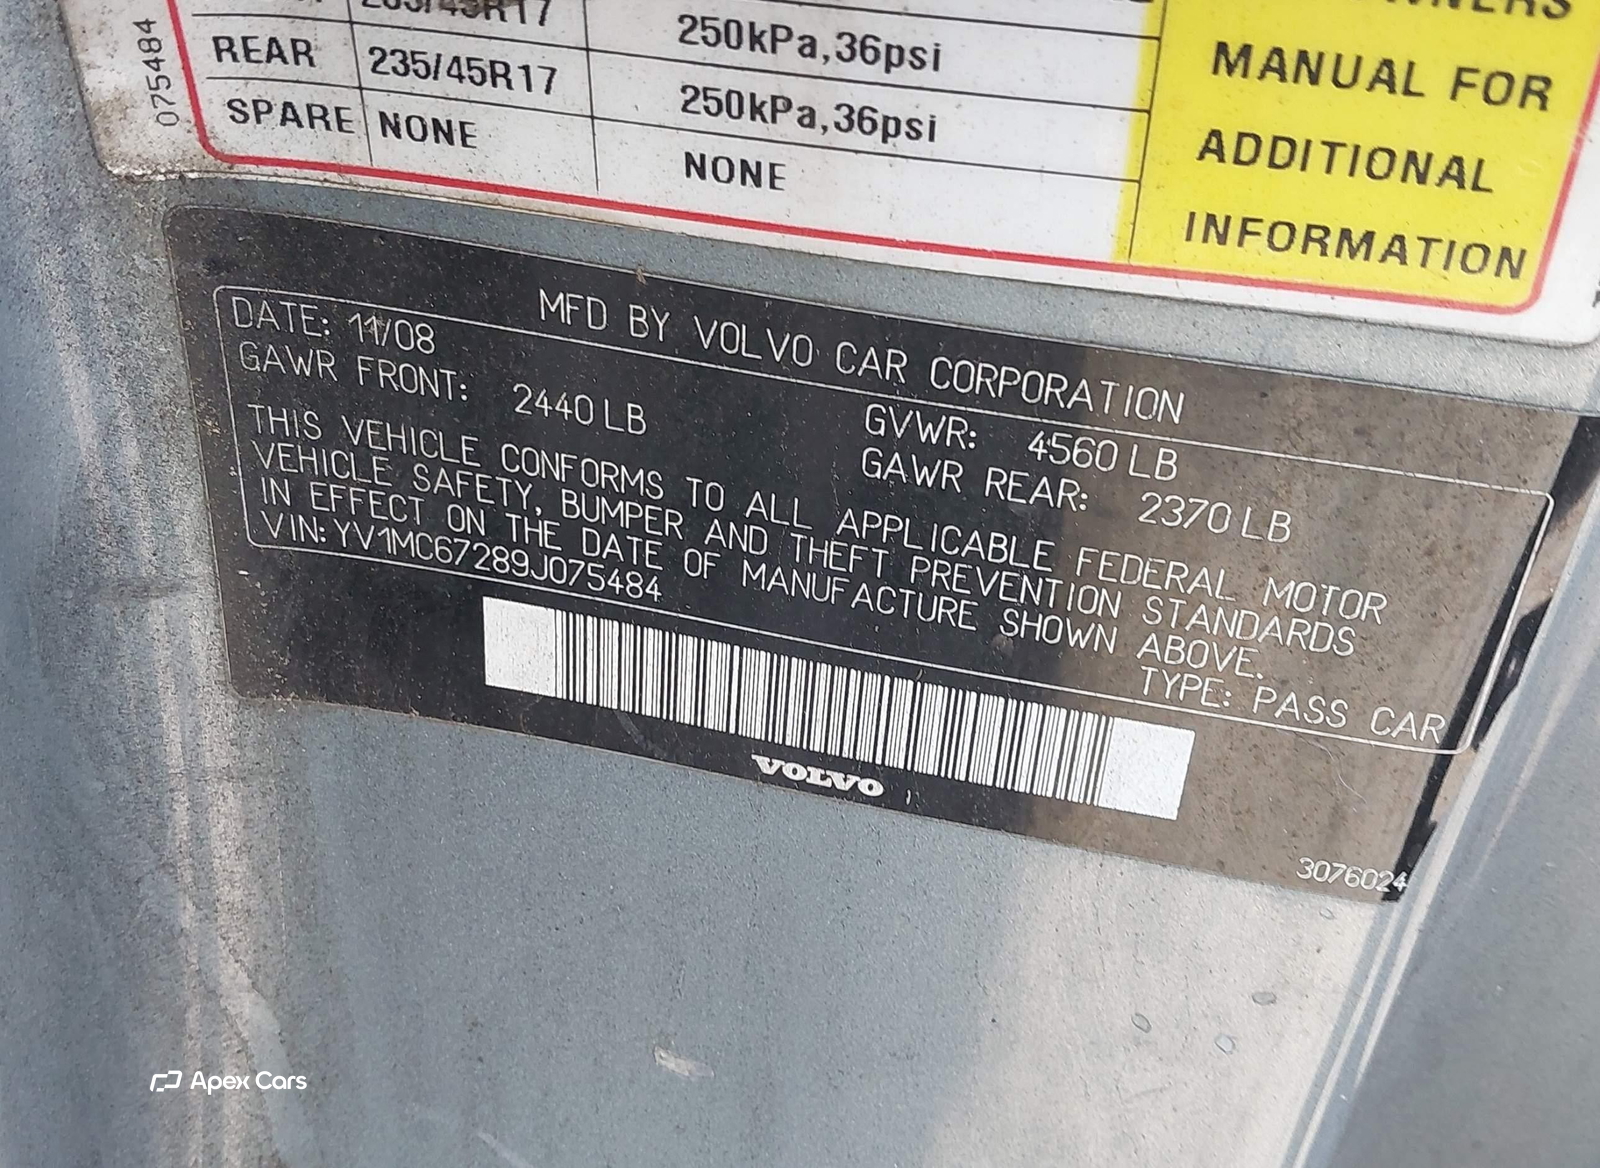 235/45R17
250kPa,36psi
MANUAL FOR
075484
REAR 235/45R17 250kPa,36psi
ADDITIONAL
SPARE NONE NONE
INFORMATION
MFD BY VOLVO CAR CORPORATION
DATE: 11/08 GVWR: 4560 LB
GAWR FRONT: 2440 LB GAWR REAR: 2370 LB
THIS VEHICLE CONFORMS TO ALL APPLICABLE FEDERAL MOTOR
VEHICLE SAFETY, BUMPER AND THEFT PREVENTION STANDARDS
IN EFFECT ON THE DATE OF MANUFACTURE SHOWN ABOVE.
VIN: YV1MC67289J075484 TYPE: PASS CAR
VOLVO
3076024
Apex Cars